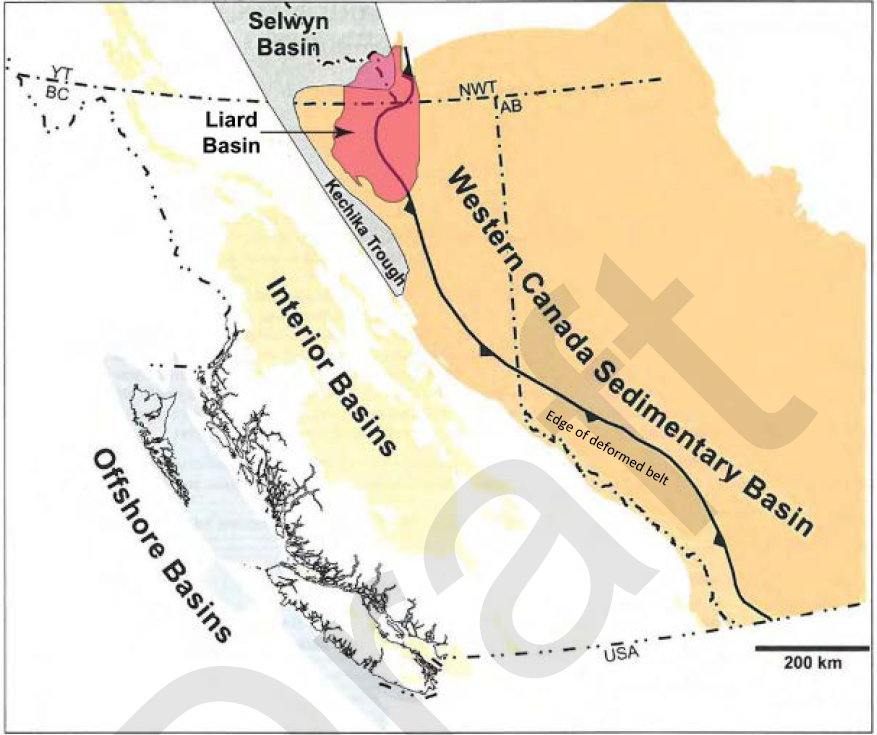 Selwyn
Basin
YT
BC
NWT
AB
Liard
Basin
Kechika Trough
Western Canada Sedimentary Basin
Interior Basins
Edge of deformed belt
Offshore Basins
USA
200 km
Draft